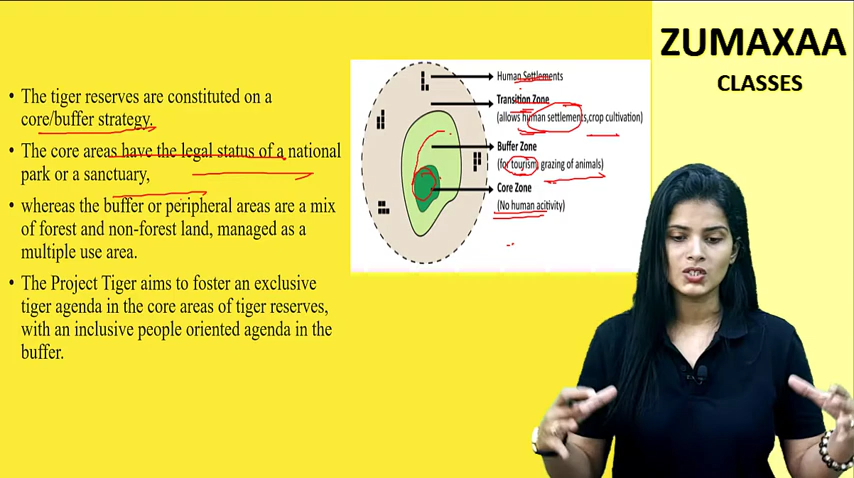 ZUMAXAA
CLASSES
• The tiger reserves are constituted on a
core/buffer strategy.
• The core areas have the legal status of a national
park or a sanctuary,
• whereas the buffer or peripheral areas are a mix
of forest and non-forest land, managed as a
multiple use area.
• The Project Tiger aims to foster an exclusive
tiger agenda in the core areas of tiger reserves,
with an inclusive people oriented agenda in the
buffer.
Human Settlements
Transition Zone
(allows human settlements,crop cultivation)
Buffer Zone
(for tourism, grazing of animals)
Core Zone
(No human acitivity)